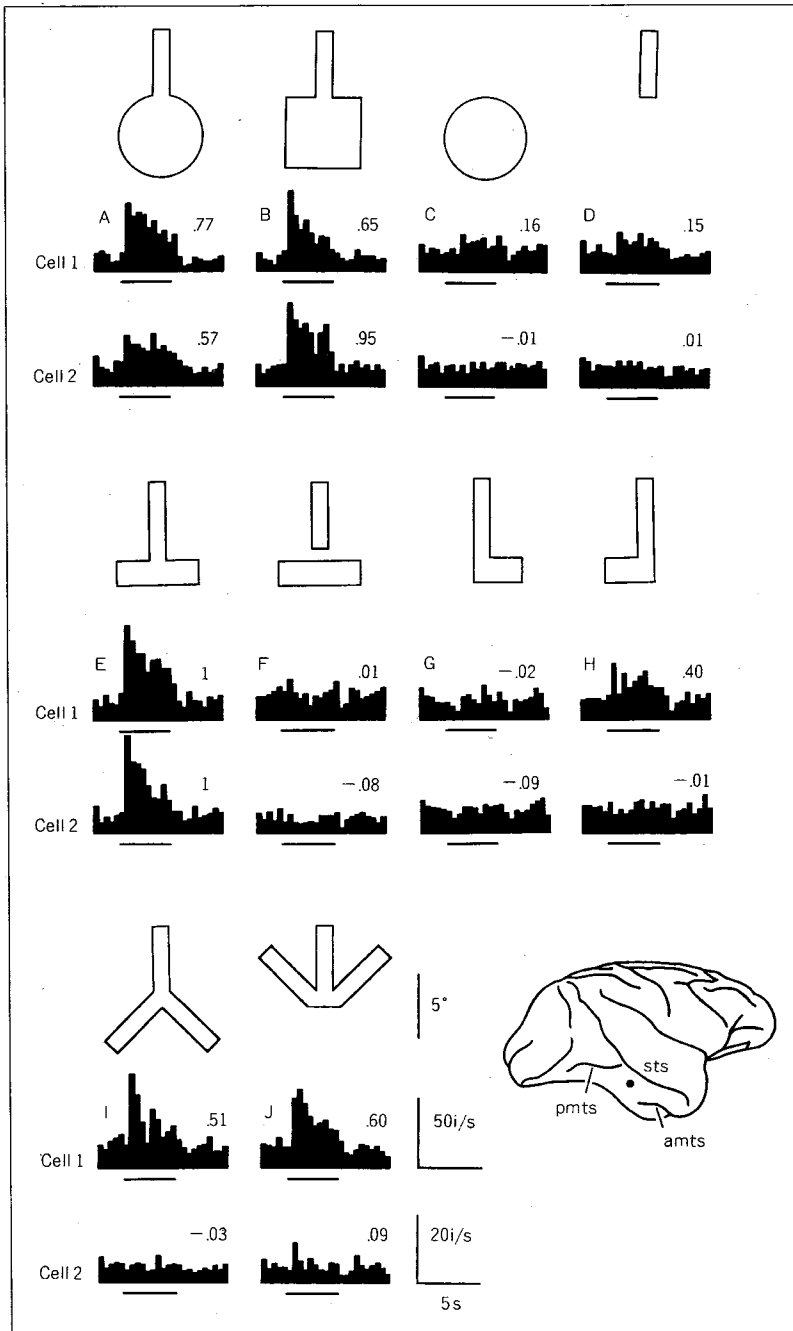 A .77 B .65 C .16 D .15
Cell 1
.57 .95 −.01 .01
Cell 2
E 1 F .01 G −.02 H .40
Cell 1
1 −.08 −.09 −.01
Cell 2
5°
sts
pmts
amts
I .51 J .60 50i/s
Cell 1
−.03 .09 20i/s
Cell 2
5s